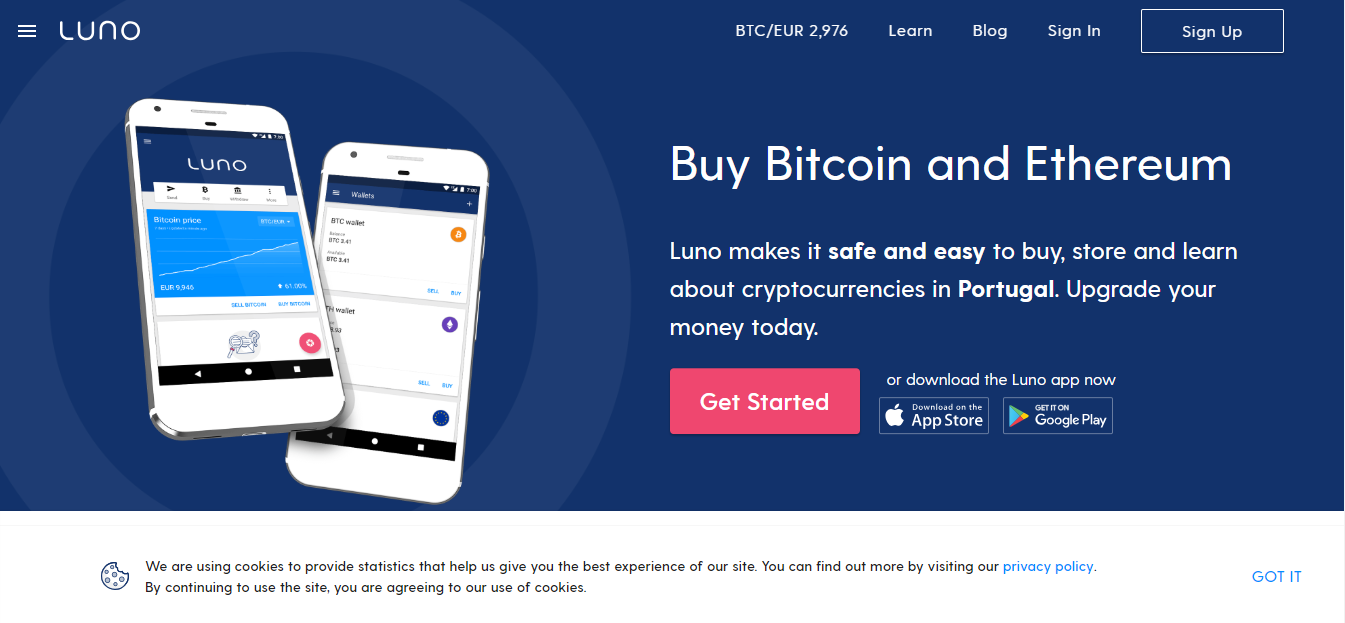 LUNO
BTC/EUR 2,976
Learn
Blog
Sign In
Sign Up
7:00
LUNO
Send
Buy
More
Bitcoin price
BTC/EUR
EUR 9,946
61.00%
SELL BITCOIN
BUY BITCOIN
7:00
Wallets
BTC wallet
Balance
BTC 3.41
Available
BTC 3.41
SELL
BUY
TH wallet
SELL
BUY
Buy Bitcoin and Ethereum
Luno makes it safe and easy to buy, store and learn
about cryptocurrencies in Portugal. Upgrade your
money today.
Get Started
or download the Luno app now
Download on the
App Store
GET IT ON
Google Play
We are using cookies to provide statistics that help us give you the best experience of our site. You can find out more by visiting our privacy policy.
By continuing to use the site, you are agreeing to our use of cookies.
GOT IT